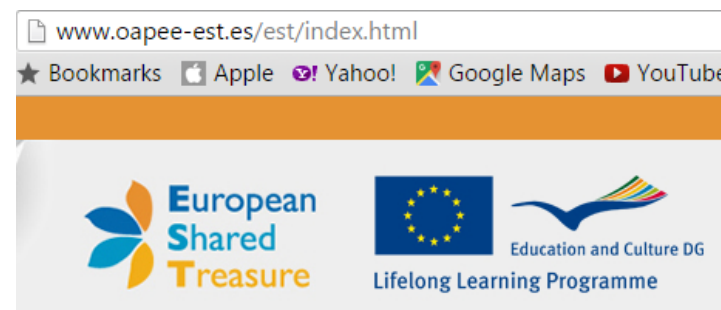 www.oapee-est.es/est/index.html
Bookmarks Apple Yahoo! Google Maps YouTube
European
Shared
Treasure
Education and Culture DG
Lifelong Learning Programme